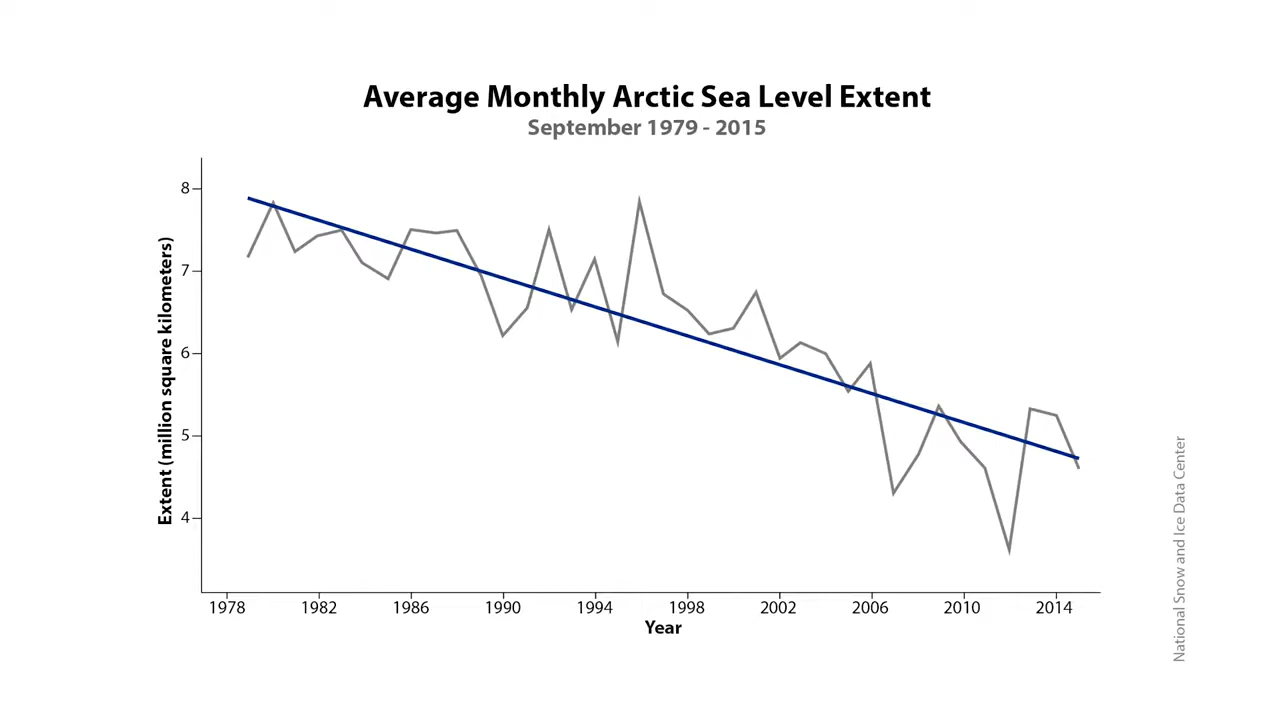 Average Monthly Arctic Sea Level Extent
September 1979 - 2015
Extent (million square kilometers)
8
7
6
5
4
1978 1982 1986 1990 1994 1998 2002 2006 2010 2014
Year
National Snow and Ice Data Center